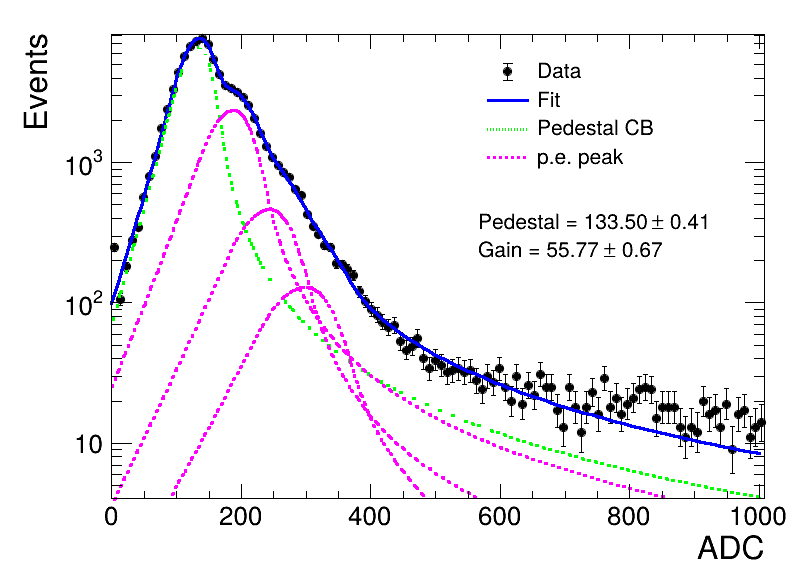 Events
Data
Fit
Pedestal CB
p.e. peak
Pedestal = 133.50 ± 0.41
Gain = 55.77 ± 0.67
10³
10²
10
0 200 400 600 800 1000
ADC